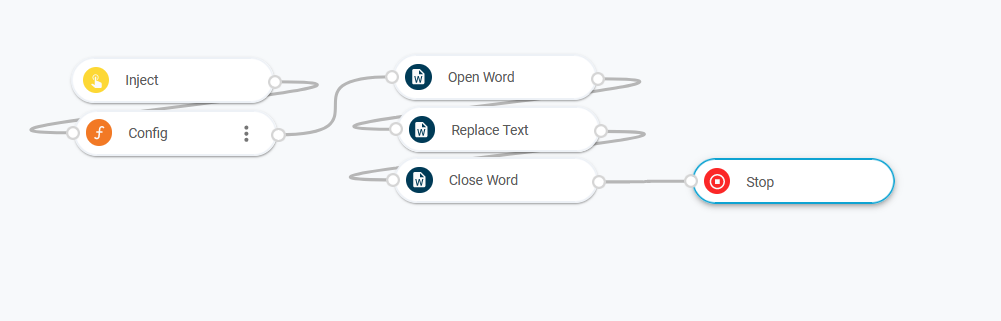 Inject
Config
Open Word
Replace Text
Close Word
Stop